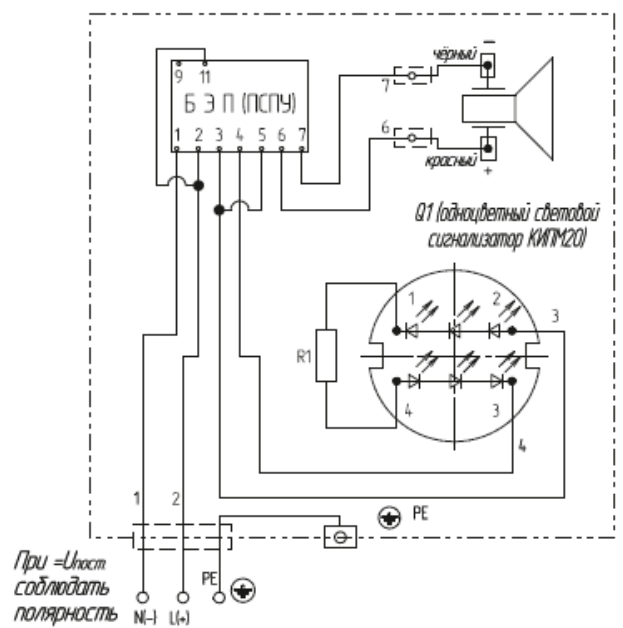 чёрный
−
9 11
БЭП (ПСПУ)
1 2 3 4 5 6 7
7
6
красный
+
Q1 (одноцветный световой
сигнализатор КИПМ20)
1 2
3
R1
4 3
4
1 2
PE
При =Uпост.
соблюдать
полярность
PE
N(-) L(+)